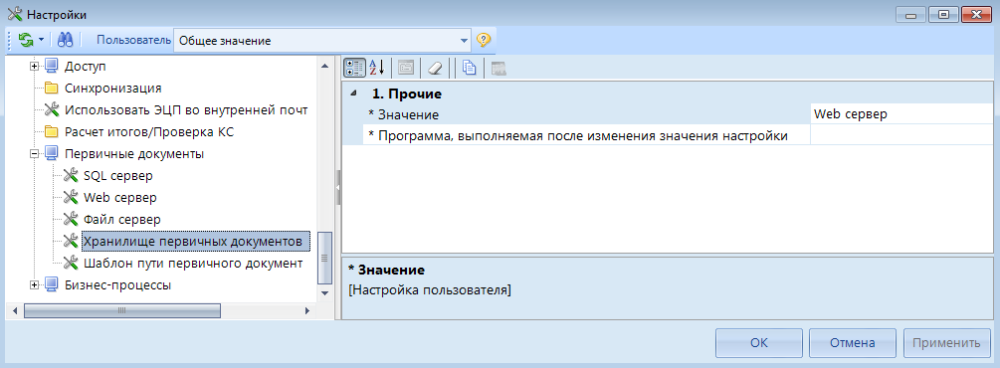 Настройки
Пользователь Общее значение
Доступ
Синхронизация
Использовать ЭЦП во внутренней почт
Расчет итогов/Проверка КС
Первичные документы
SQL сервер
Web сервер
Файл сервер
Хранилище первичных документов
Шаблон пути первичного документ
Бизнес-процессы
1. Прочие
* Значение Web сервер
* Программа, выполняемая после изменения значения настройки
* Значение
[Настройка пользователя]
ОК Отмена Применить